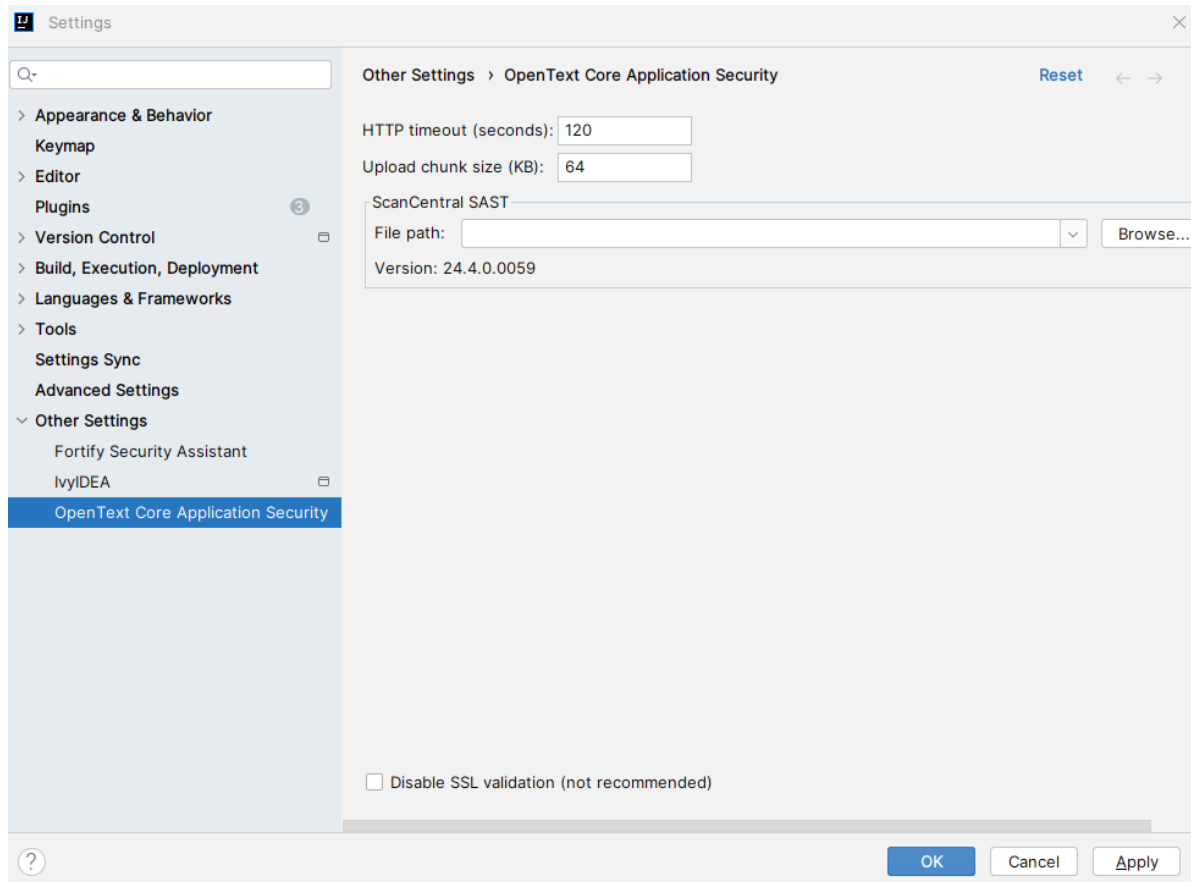 IJ Settings
Appearance & Behavior
Keymap
Editor
Plugins 3
Version Control
Build, Execution, Deployment
Languages & Frameworks
Tools
Settings Sync
Advanced Settings
Other Settings
Fortify Security Assistant
IvyIDEA
OpenText Core Application Security
Other Settings › OpenText Core Application Security Reset
HTTP timeout (seconds): 120
Upload chunk size (KB): 64
ScanCentral SAST
File path: Browse...
Version: 24.4.0.0059
Disable SSL validation (not recommended)
? OK Cancel Apply